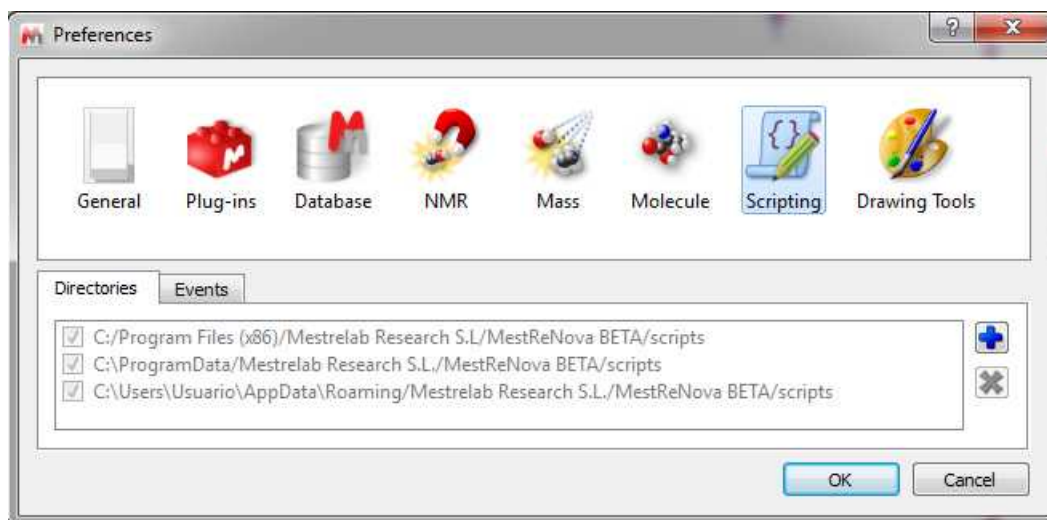 Preferences
General Plug-ins Database NMR Mass Molecule Scripting Drawing Tools
Directories Events
C:/Program Files (x86)/Mestrelab Research S.L/MestReNova BETA/scripts
C:\ProgramData/Mestrelab Research S.L./MestReNova BETA/scripts
C:\Users\Usuario\AppData\Roaming/Mestrelab Research S.L./MestReNova BETA/scripts
OK Cancel